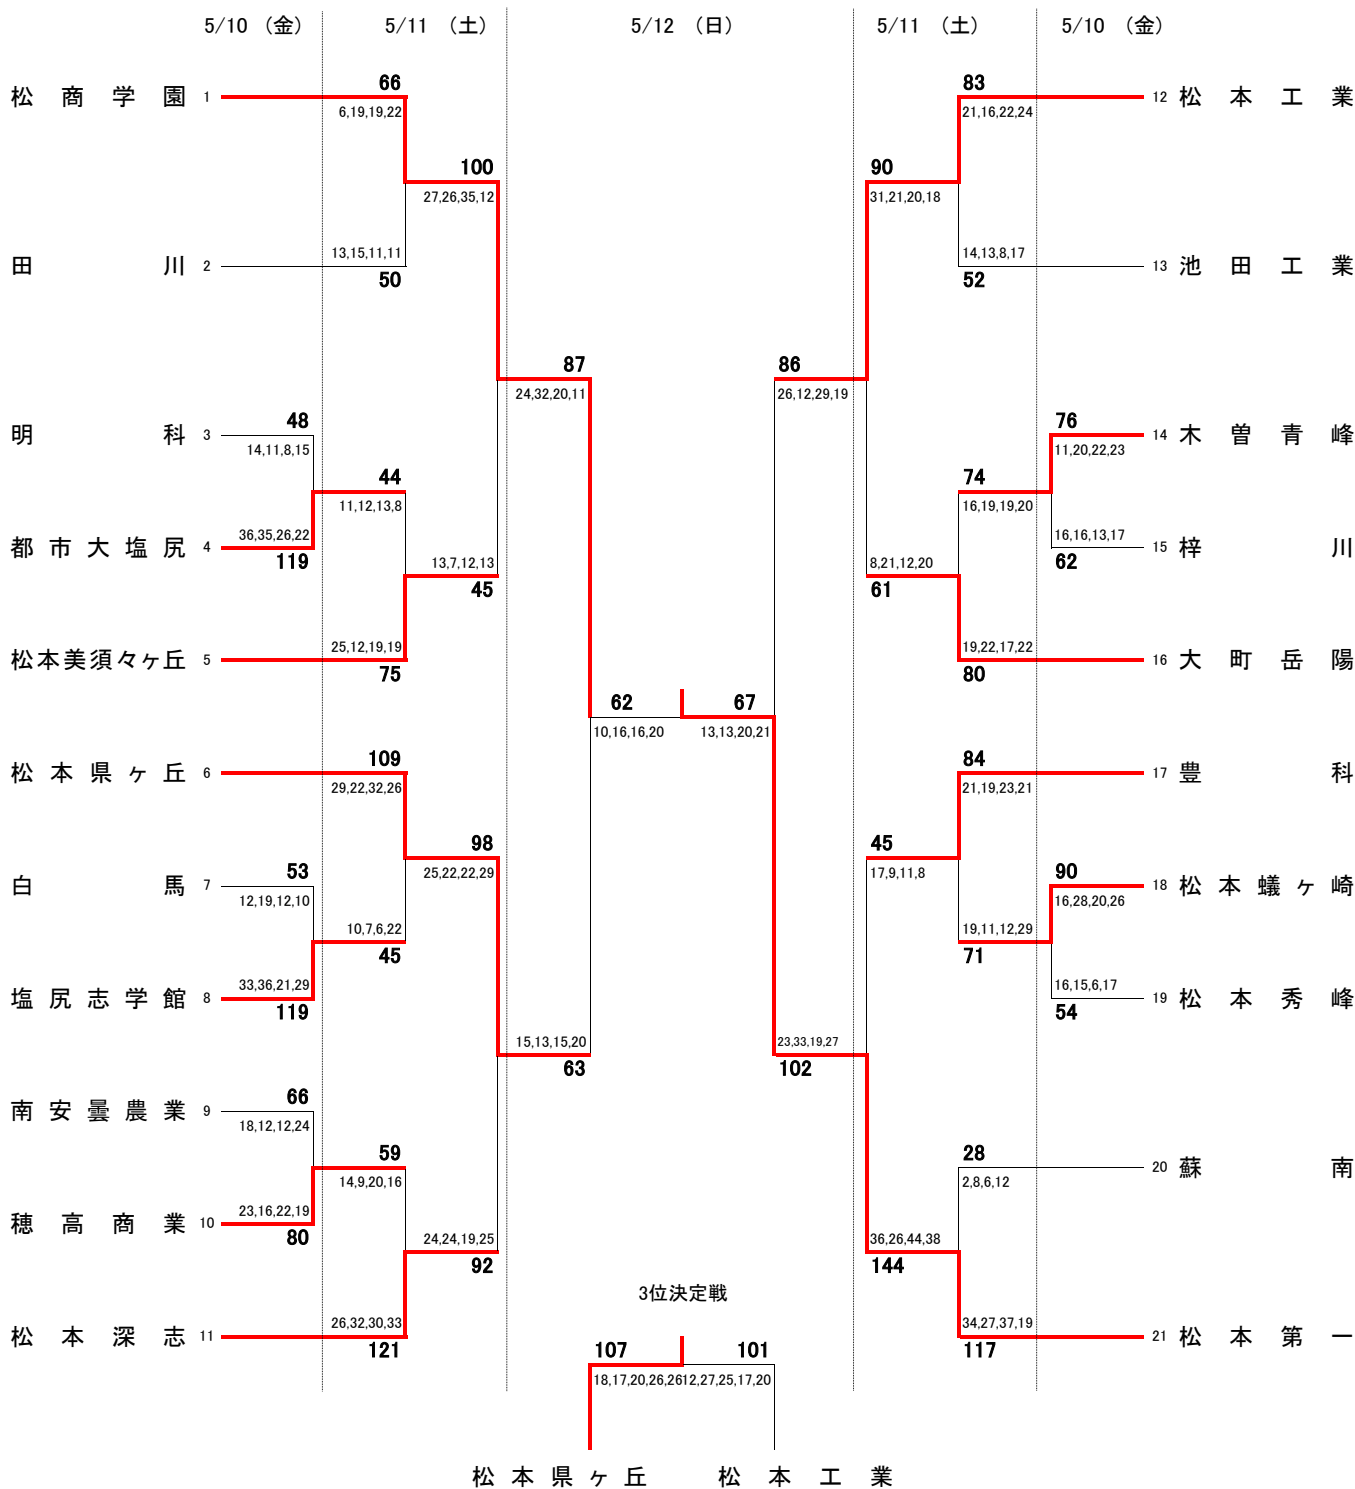 5/10 （金） 5/11 （土） 5/12 （日） 5/11 （土） 5/10 （金）
松商学園 1 66 6,19,19,22
100 27,26,35,12
田川 2 13,15,11,11 50
87 24,32,20,11
明科 3 48 14,11,8,15
44 11,12,13,8
都市大塩尻 4 36,35,26,22 119
13,7,12,13 45
松本美須々ヶ丘 5 25,12,19,19 75
62 10,16,16,20
松本県ヶ丘 6 109 29,22,32,26
98 25,22,22,29
白馬 7 53 12,19,12,10
10,7,6,22 45
塩尻志学館 8 33,36,21,29 119
15,13,15,20 63
南安曇農業 9 66 18,12,12,24
59 14,9,20,16
穂高商業 10 23,16,22,19 80
24,24,19,25 92
松本深志 11 26,32,30,33 121
83 21,16,22,24 12 松本工業
90 31,21,20,18
14,13,8,17 52 13 池田工業
86 26,12,29,19
76 11,20,22,23 14 木曽青峰
74 16,19,19,20
16,16,13,17 62 15 梓川
8,21,12,20 61
19,22,17,22 80 16 大町岳陽
67 13,13,20,21
84 21,19,23,21 17 豊科
45 17,9,11,8
90 16,28,20,26 18 松本蟻ヶ崎
19,11,12,29 71
16,15,6,17 54 19 松本秀峰
23,33,19,27 102
28 2,8,6,12 20 蘇南
36,26,44,38 144
34,27,37,19 117 21 松本第一
3位決定戦
107 101
18,17,20,26,26 12,27,25,17,20
松本県ヶ丘 松本工業